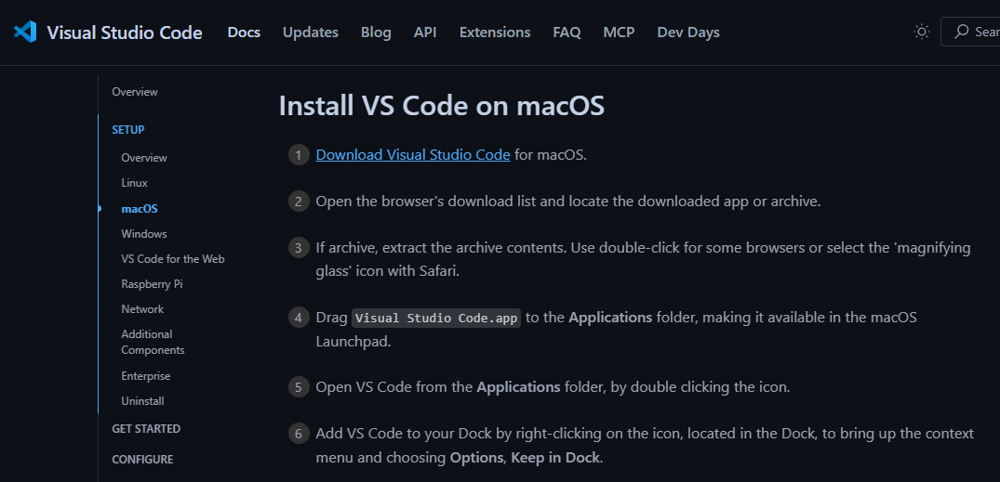 Visual Studio Code Docs Updates Blog API Extensions FAQ MCP Dev Days
Overview
SETUP
Overview
Linux
macOS
Windows
VS Code for the Web
Raspberry Pi
Network
Additional
Components
Enterprise
Uninstall
GET STARTED
CONFIGURE
Install VS Code on macOS
1 Download Visual Studio Code for macOS.
2 Open the browser's download list and locate the downloaded app or archive.
3 If archive, extract the archive contents. Use double-click for some browsers or select the 'magnifying
glass' icon with Safari.
4 Drag Visual Studio Code.app to the Applications folder, making it available in the macOS
Launchpad.
5 Open VS Code from the Applications folder, by double clicking the icon.
6 Add VS Code to your Dock by right-clicking on the icon, located in the Dock, to bring up the context
menu and choosing Options, Keep in Dock.